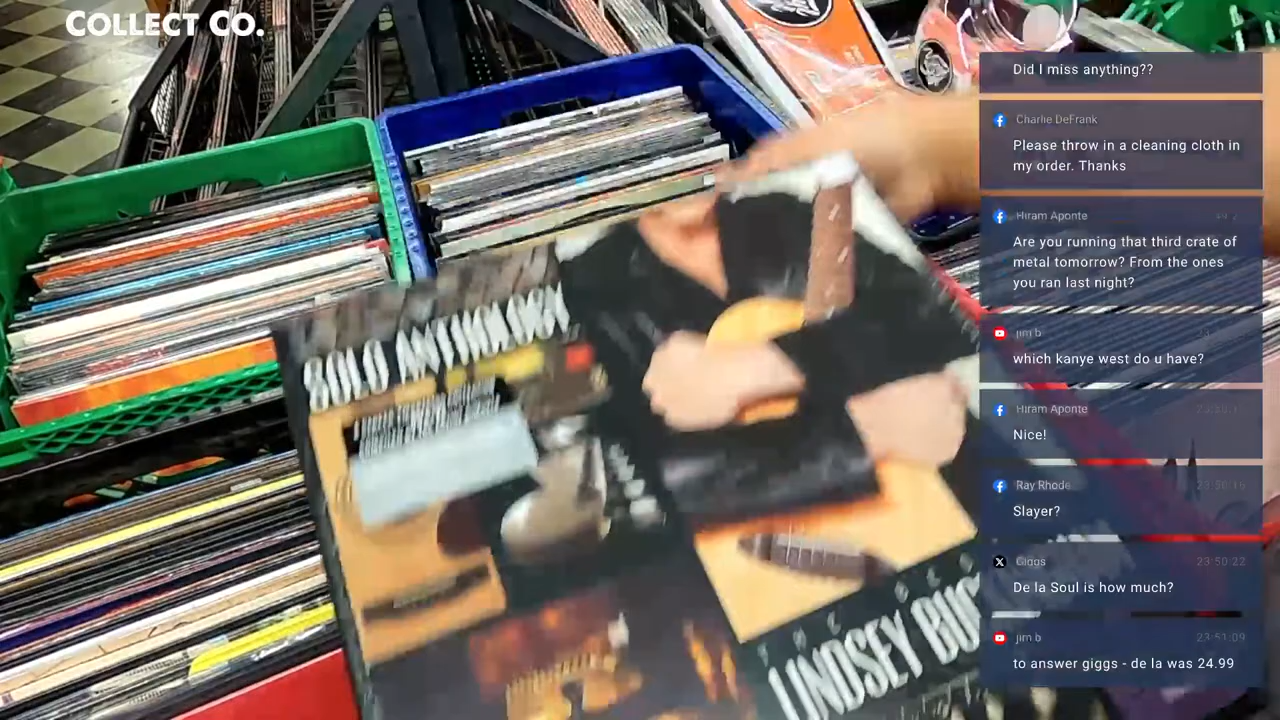 COLLECT CO.
SOLO ANTHOLOGY
LINDSEY
Did I miss anything??
Charlie DeFrank
Please throw in a cleaning cloth in
my order. Thanks
Hiram Aponte
Are you running that third crate of
metal tomorrow? From the ones
you ran last night?
jim b
which kanye west do u have?
Hiram Aponte
Nice!
Ray Rhode
23:50:16
Slayer?
Giggs
23:50:22
De la Soul is how much?
jim b
23:51:09
to answer giggs - de la was 24.99